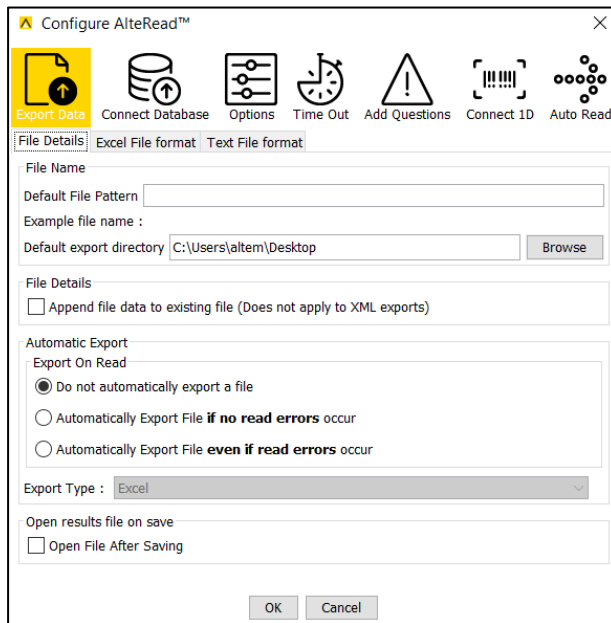 Configure AlteRead™
Export Data Connect Database Options Time Out Add Questions Connect 1D Auto Read
File Details Excel File format Text File format
File Name
Default File Pattern
Example file name :
Default export directory C:\Users\altem\Desktop Browse
File Details
Append file data to existing file (Does not apply to XML exports)
Automatic Export
Export On Read
Do not automatically export a file
Automatically Export File if no read errors occur
Automatically Export File even if read errors occur
Export Type : Excel
Open results file on save
Open File After Saving
OK Cancel